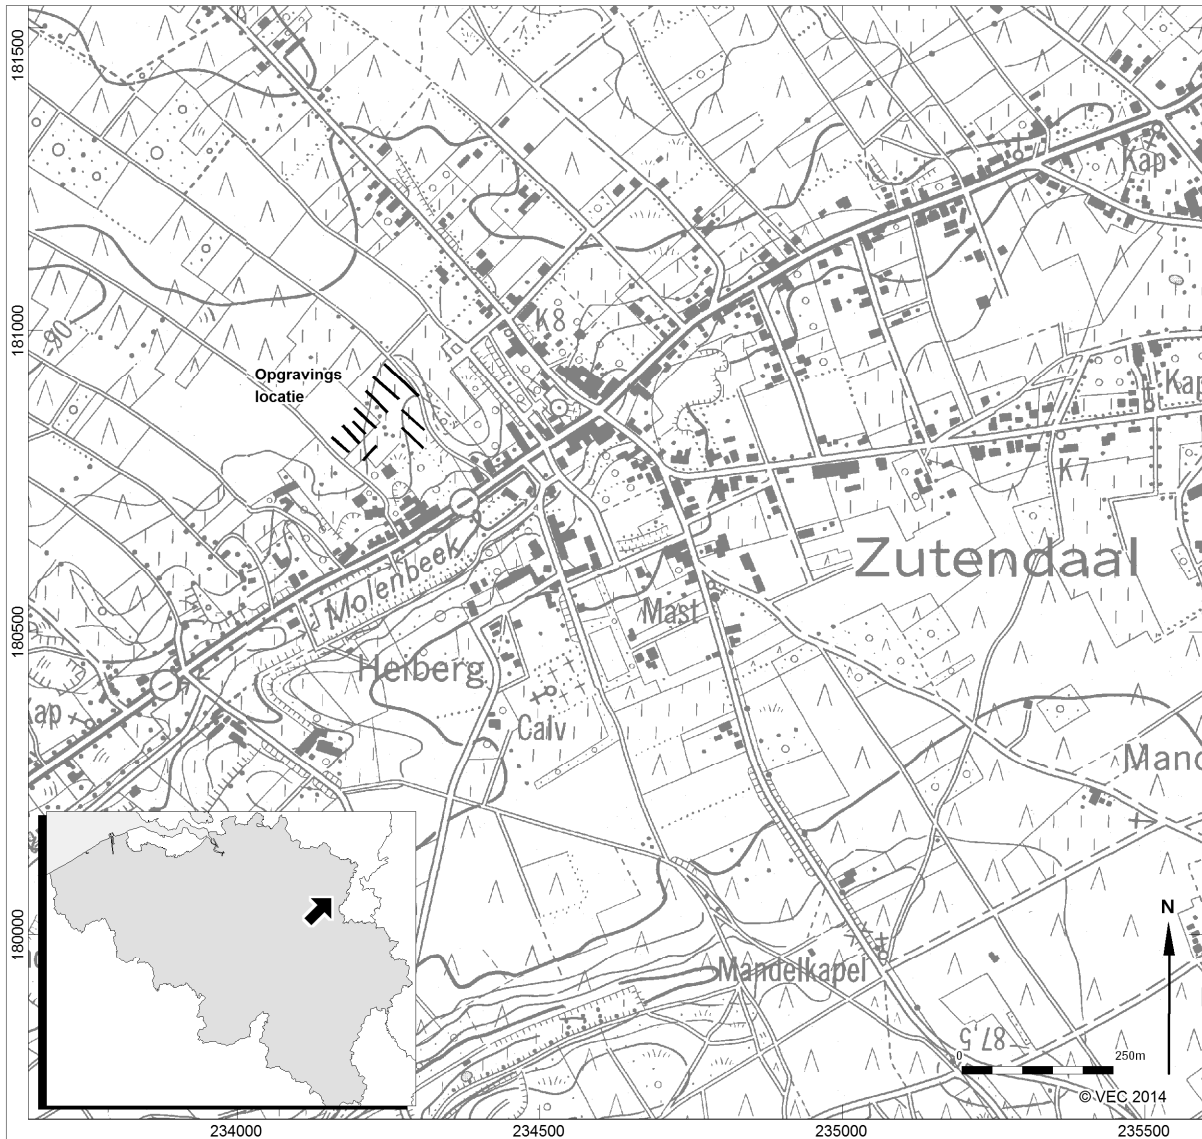 181500
181000
180500
180000
Kap
K8
-90-
Opgravings
locatie
Kap
K7
Zutendaal
Molenbeek
Mast
Heiberg
Calv
ap
Mand
Mandelkapel
N
87,5
0
250m
© VEC 2014
234000
234500
235000
235500